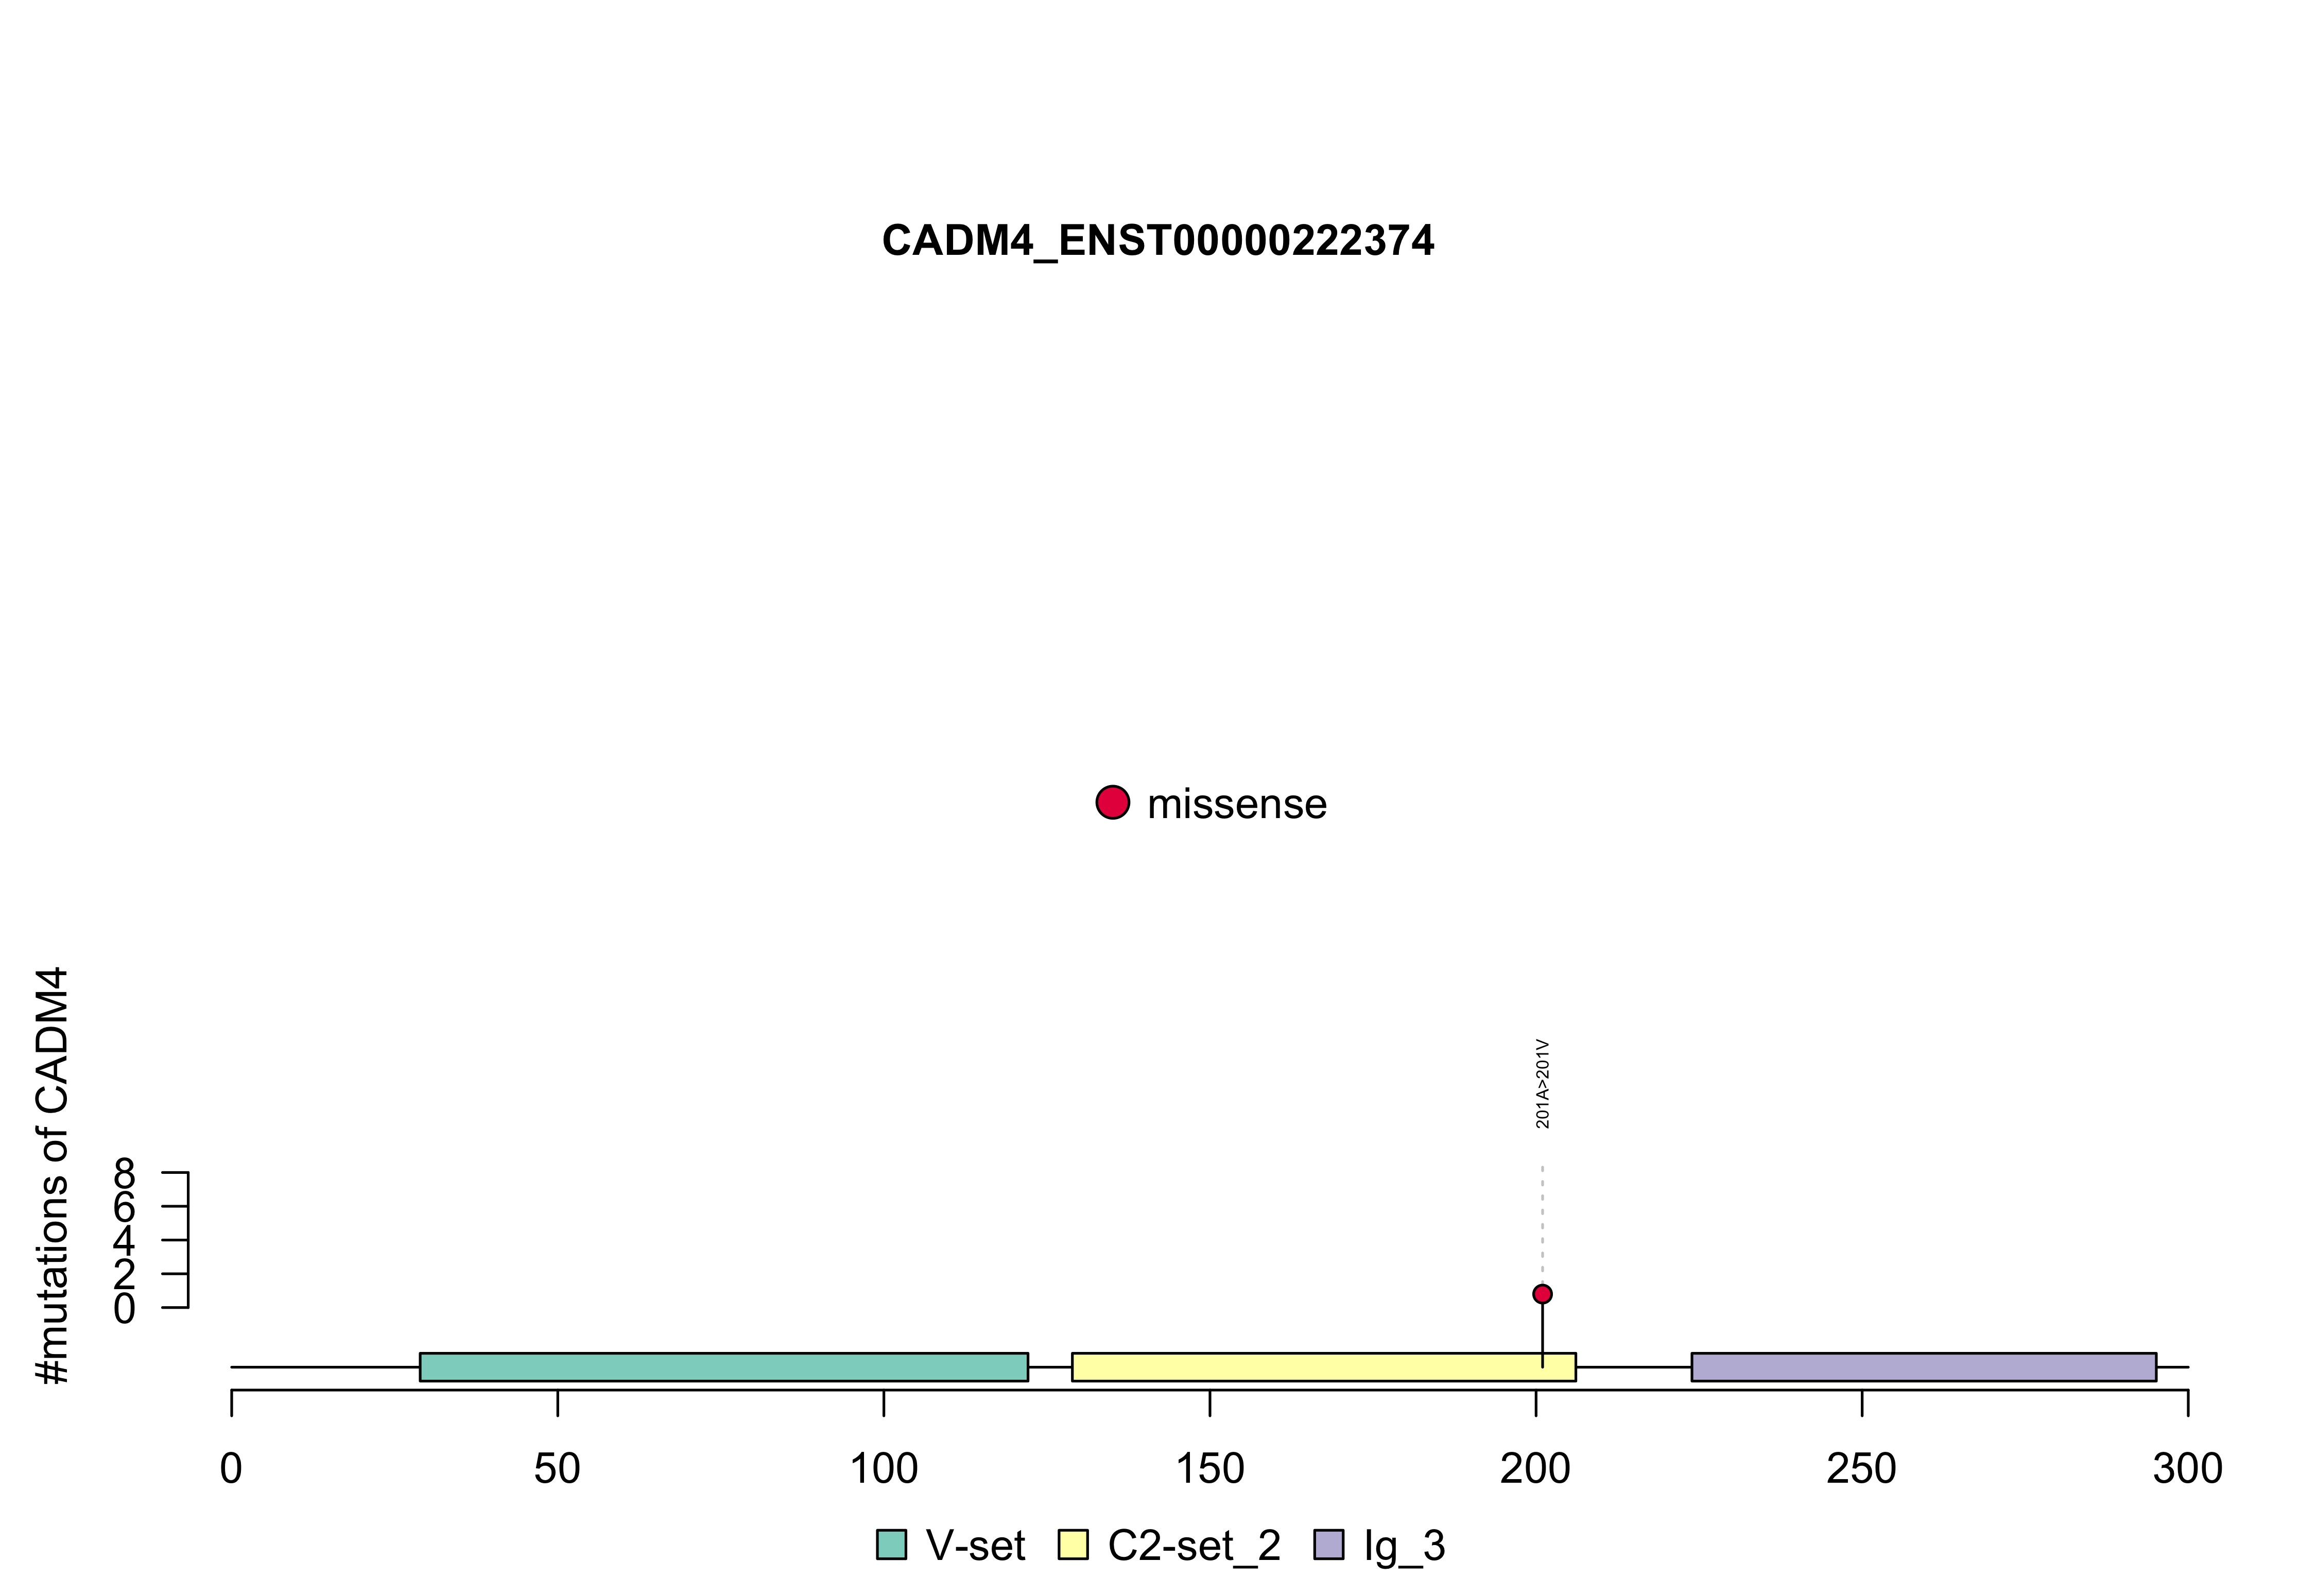 CADM4_ENST00000222374
missense
#mutations of CADM4
201A>201V
8
6
4
2
0
0 50 100 150 200 250 300
V-set C2-set_2 Ig_3